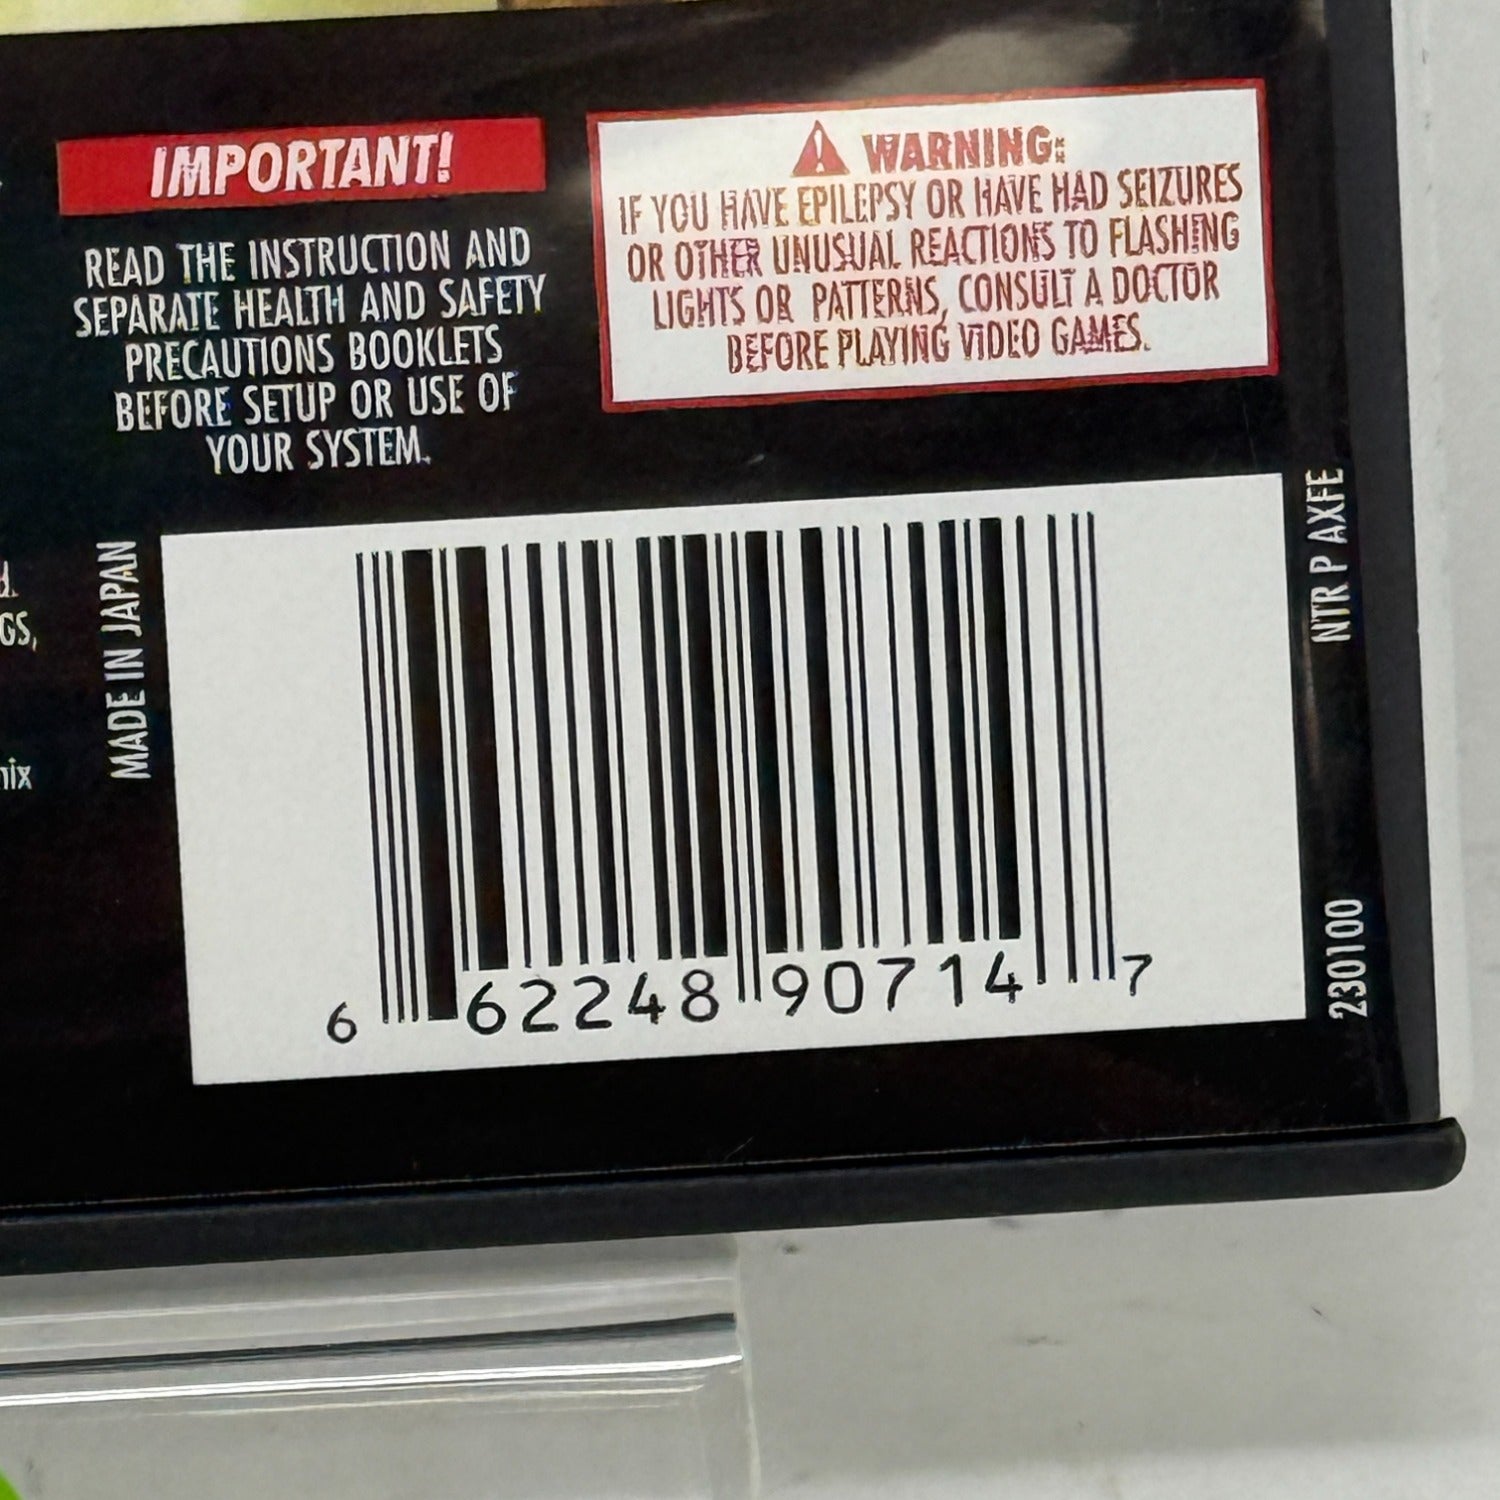 IMPORTANT!
READ THE INSTRUCTION AND
SEPARATE HEALTH AND SAFETY
PRECAUTIONS BOOKLETS
BEFORE SETUP OR USE OF
YOUR SYSTEM.
WARNING:
IF YOU HAVE EPILEPSY OR HAVE HAD SEIZURES
OR OTHER UNUSUAL REACTIONS TO FLASHING
LIGHTS OR PATTERNS, CONSULT A DOCTOR
BEFORE PLAYING VIDEO GAMES.
GS,
nix
MADE IN JAPAN
6 62248 90714 7
NTR P AXFE
230100